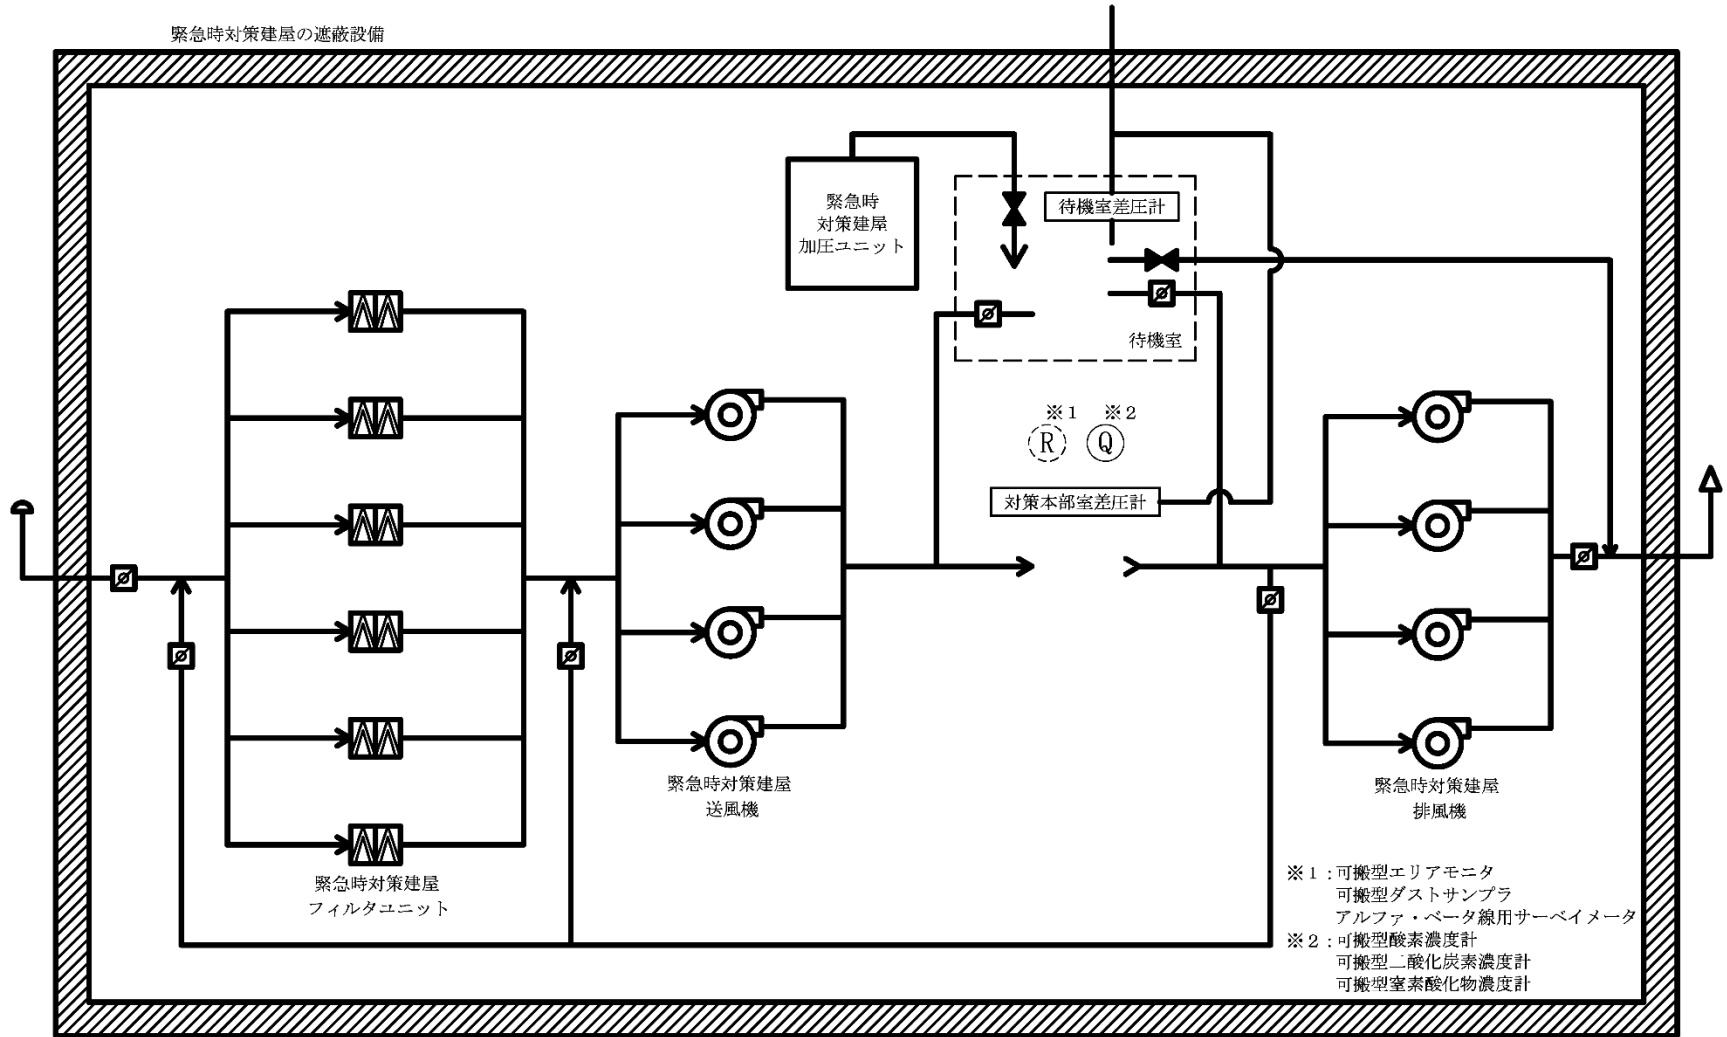 緊急時対策建屋の遮蔽設備
緊急時
対策建屋
加圧ユニット
待機室差圧計
待機室
※1 ※2
R Q
対策本部室差圧計
緊急時対策建屋
送風機
緊急時対策建屋
排風機
緊急時対策建屋
フィルタユニット
※1:可搬型エリアモニタ
可搬型ダストサンプラ
アルファ・ベータ線用サーベイメータ
※2:可搬型酸素濃度計
可搬型二酸化炭素濃度計
可搬型窒素酸化物濃度計